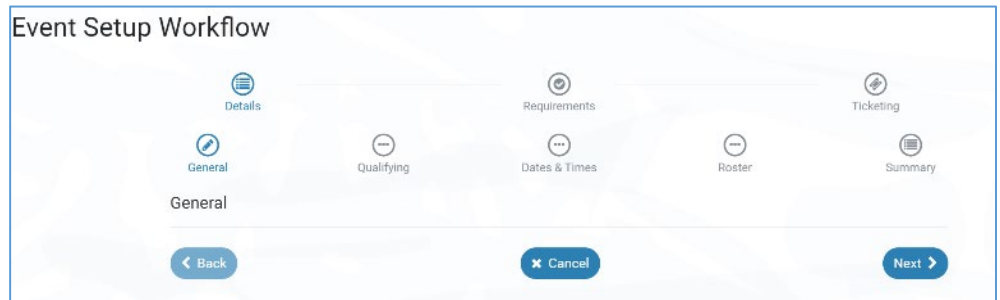 Event Setup Workflow
Details Requirements Ticketing
General Qualifying Dates & Times Roster Summary
General
Back Cancel Next